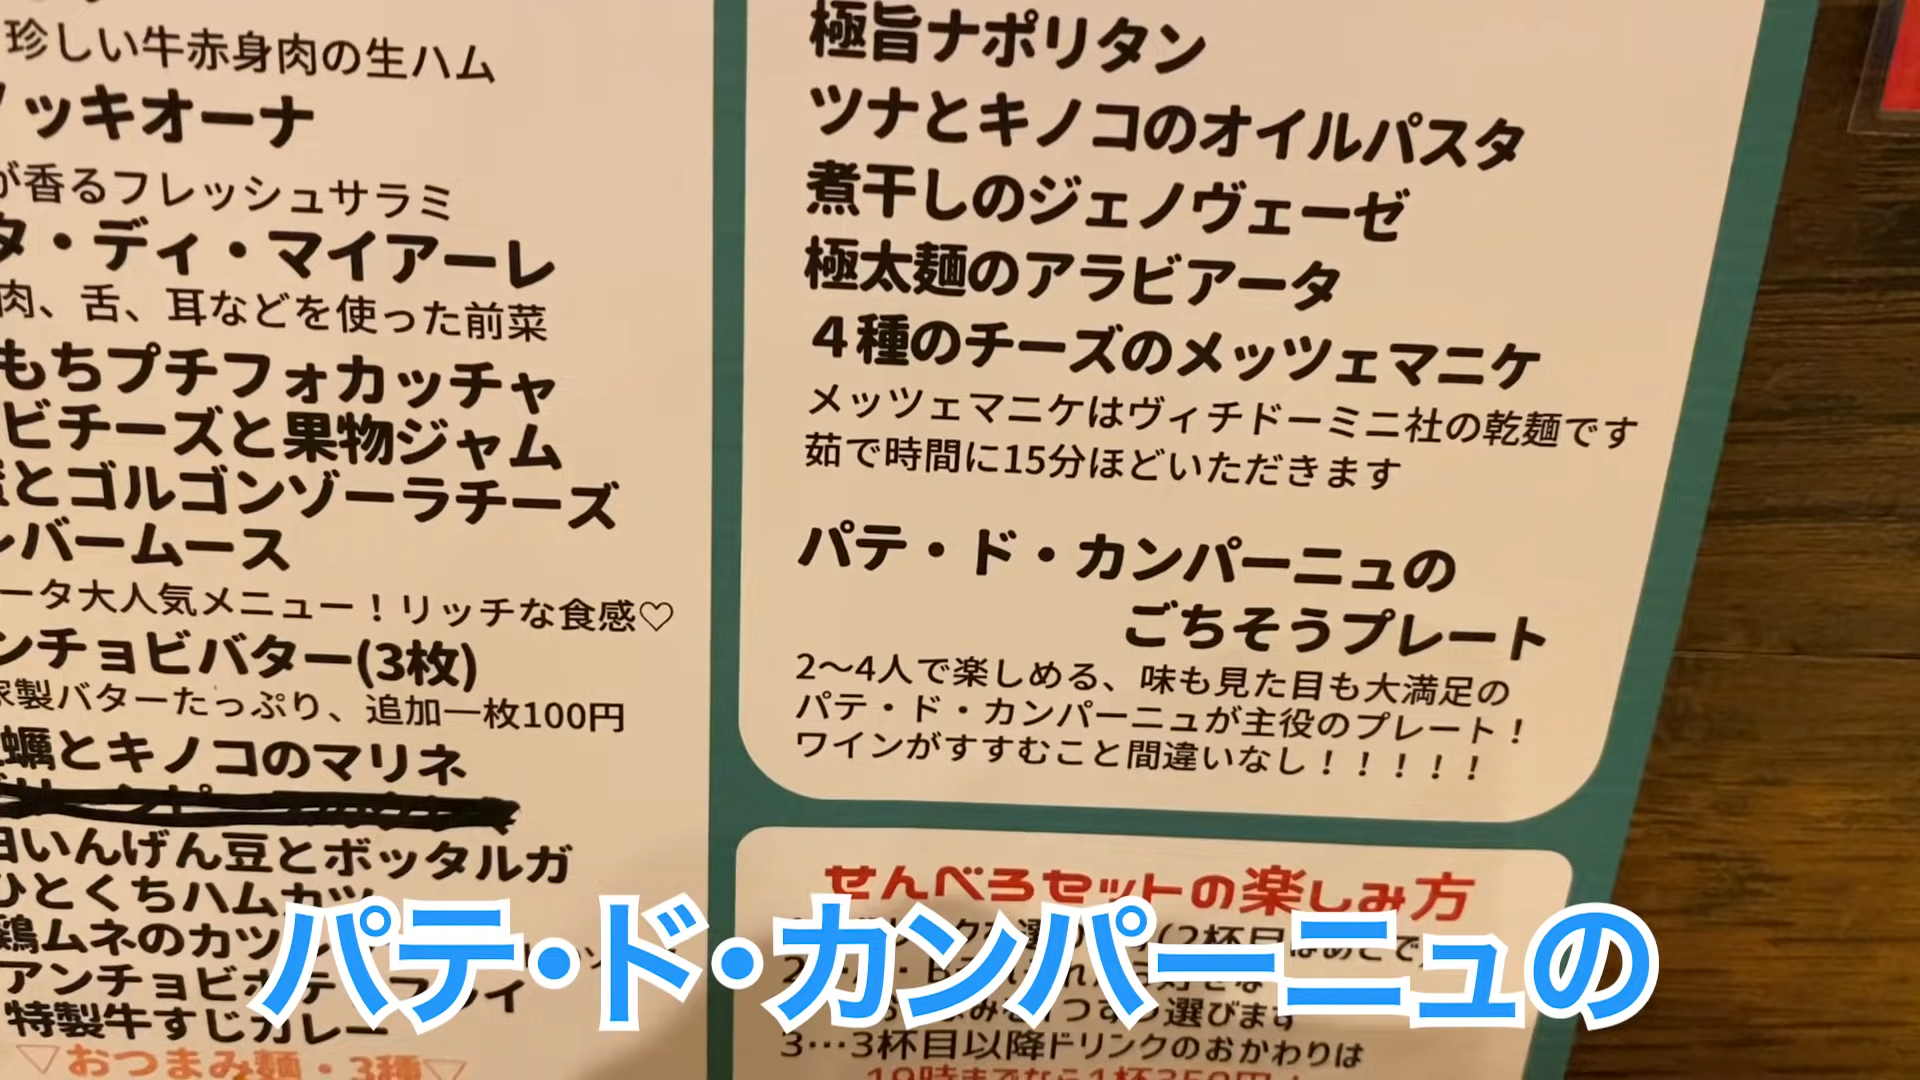 珍しい牛赤身肉の生ハム
ノッキオーナ
が香るフレッシュサラミ
タ・ディ・マイアーレ
肉、舌、耳などを使った前菜
もちプチフォカッチャ
ビチーズと果物ジャム
とゴルゴンゾーラチーズ
レバームース
ータ大人気メニュー！リッチな食感♡
ンチョビバター(3枚)
家製バターたっぷり、追加一枚100円
蠣とキノコのマリネ
白いんげん豆とボッタルガ
ひとくちハムカツ
鶏ムネのカツ
アンチョビポテ
特製牛すじカレー
▽おつまみ麺・3種▽
極旨ナポリタン
ツナとキノコのオイルパスタ
煮干しのジェノヴェーゼ
極太麺のアラビアータ
４種のチーズのメッツェマニケ
メッツェマニケはヴィチドーミニ社の乾麺です
茹で時間に15分ほどいただきます
パテ・ド・カンパーニュの
ごちそうプレート
2〜4人で楽しめる、味も見た目も大満足の
パテ・ド・カンパーニュが主役のプレート！
ワインがすすむこと間違いなし！！！！！
せんべろセットの楽しみ方
選びます
3…3杯目以降ドリンクのおかわりは
19時までなら1杯350円！
パテ・ド・カンパーニュの